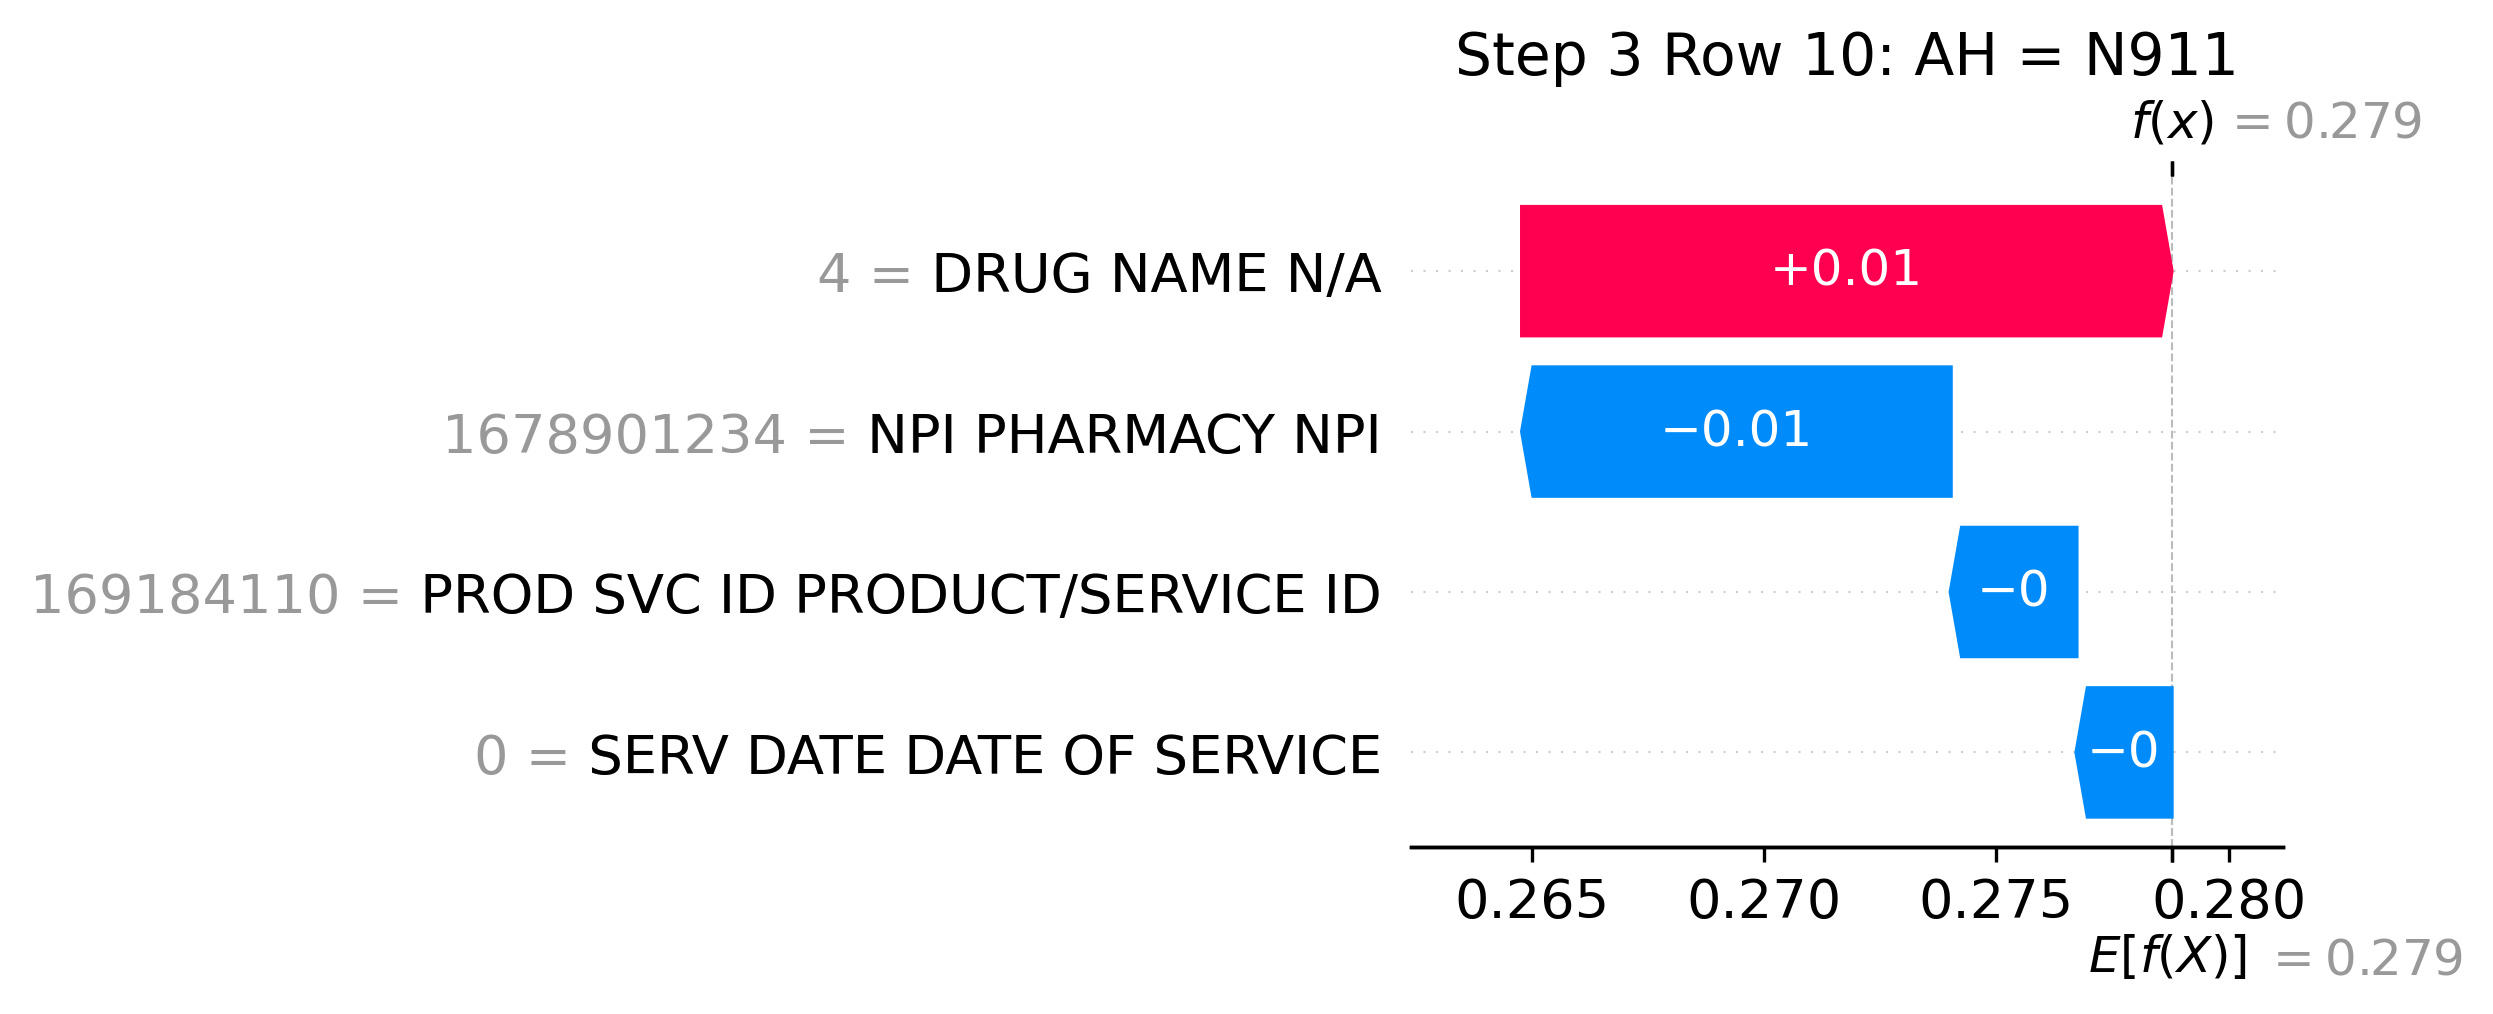 Step 3 Row 10: AH = N911
f(x) = 0.279
4 = DRUG NAME N/A
+0.01
1678901234 = NPI PHARMACY NPI
−0.01
169184110 = PROD SVC ID PRODUCT/SERVICE ID
−0
0 = SERV DATE DATE OF SERVICE
−0
0.265 0.270 0.275 0.280
E[f(X)] = 0.279